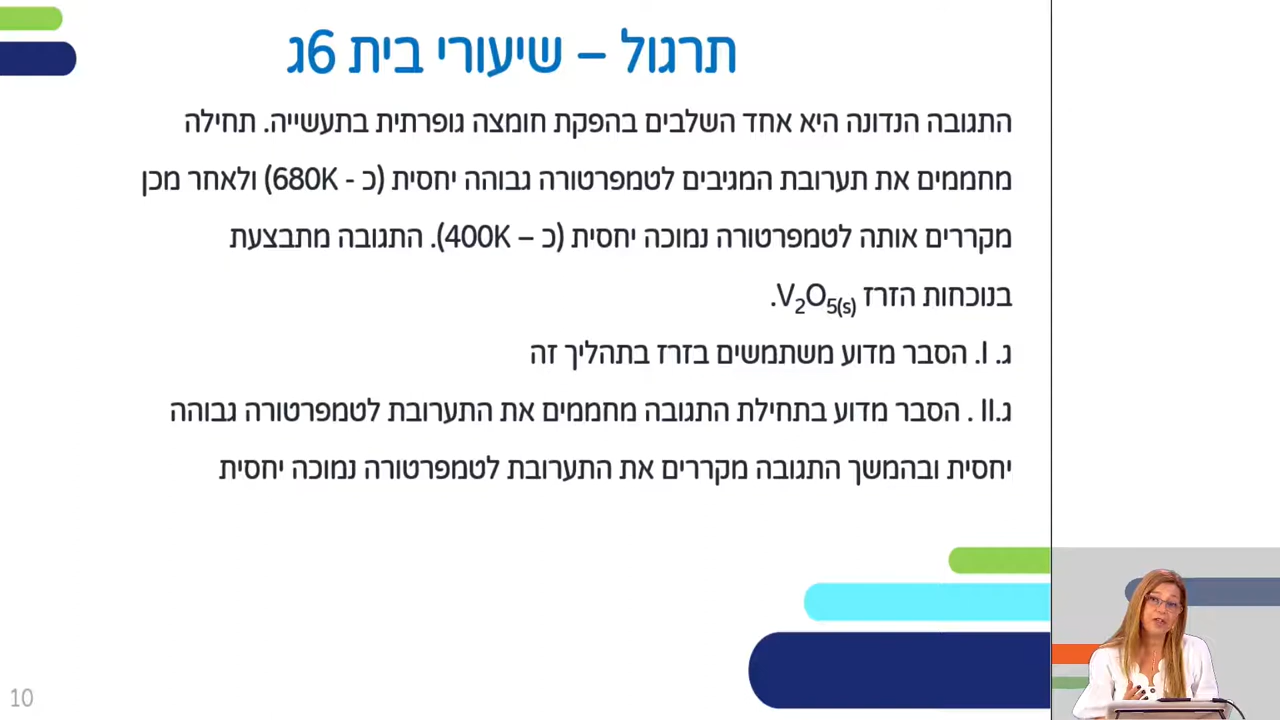 תרגול – שיעורי בית 6ג
התגובה הנדונה היא אחד השלבים בהפקת חומצה גופרתית בתעשייה. תחילה
מחממים את תערובת המגיבים לטמפרטורה גבוהה יחסית (כ - 680K) ולאחר מכן
מקררים אותה לטמפרטורה נמוכה יחסית (כ – 400K). התגובה מתבצעת
בנוכחות הזרז V₂O₅(s).
ג. I. הסבר מדוע משתמשים בזרז בתהליך זה
ג.II . הסבר מדוע בתחילת התגובה מחממים את התערובת לטמפרטורה גבוהה
יחסית ובהמשך התגובה מקררים את התערובת לטמפרטורה נמוכה יחסית
10